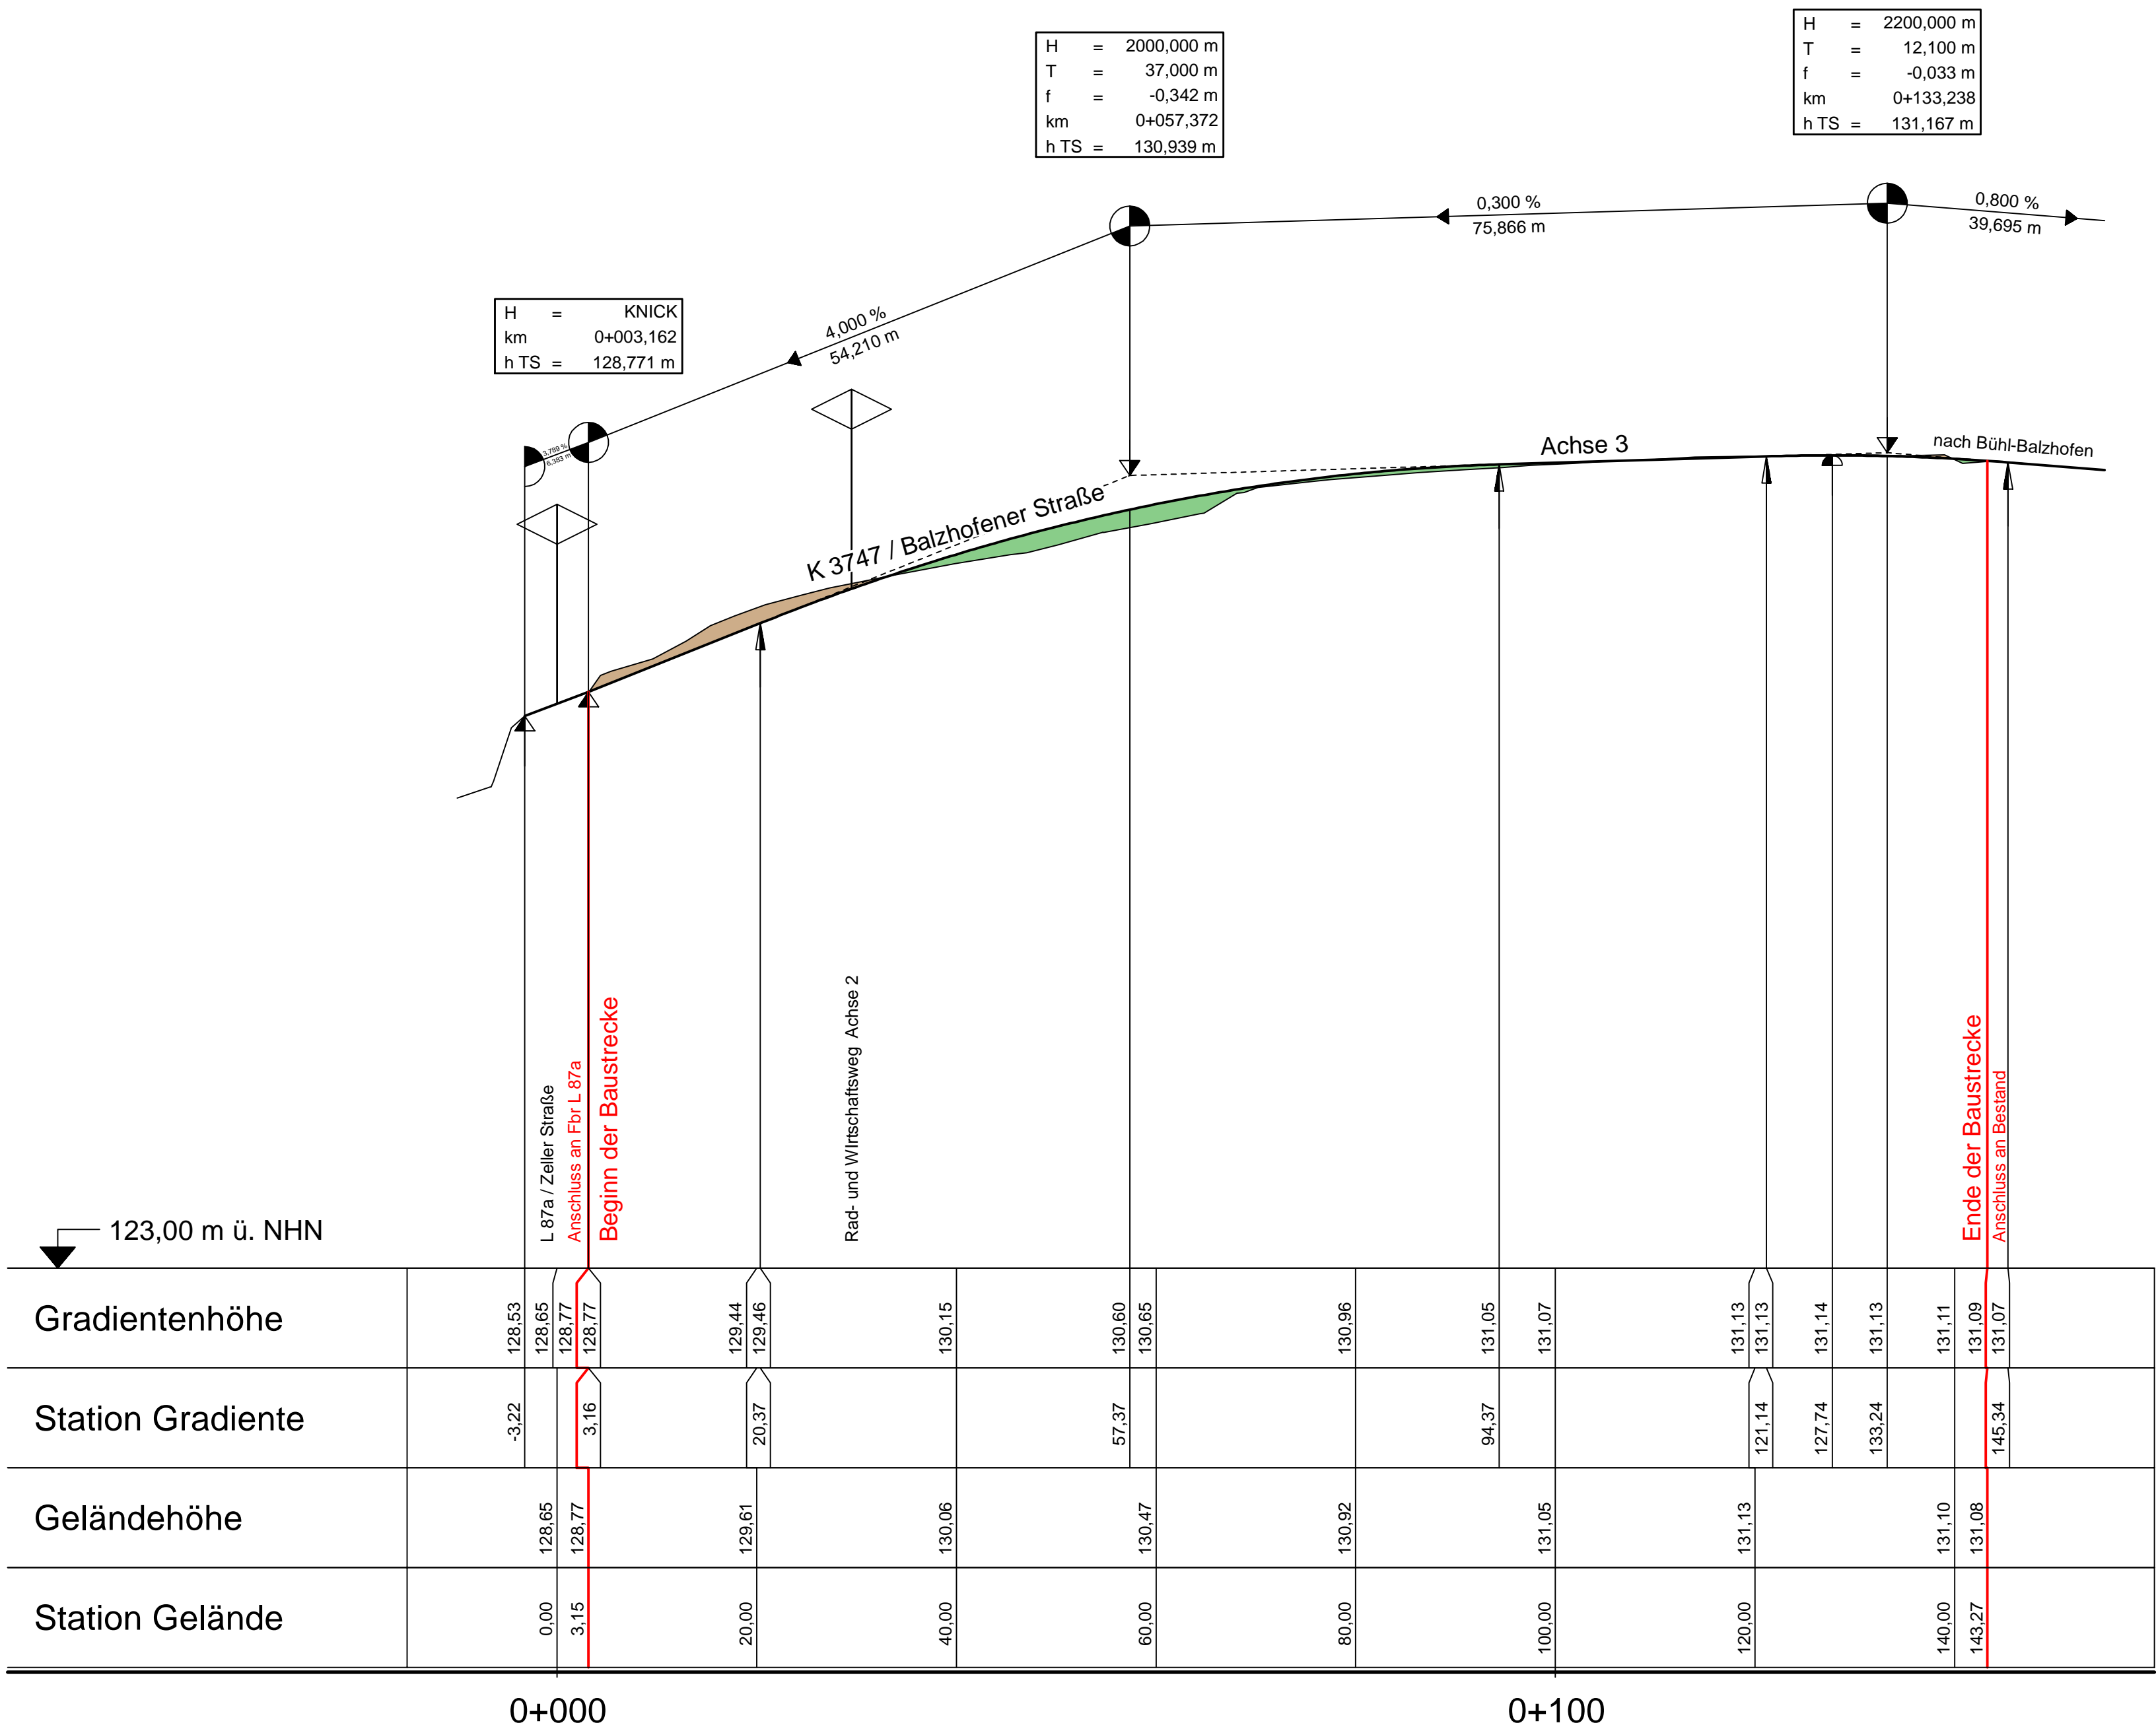 H = 2200,000 m
T = 12,100 m
f = -0,033 m
km 0+133,238
h TS = 131,167 m
H = 2000,000 m
T = 37,000 m
f = -0,342 m
km 0+057,372
h TS = 130,939 m
0,300 %
75,866 m
0,800 %
39,695 m
H = KNICK
km 0+003,162
h TS = 128,771 m
4,000 %
54,210 m
3,789 %
6,383 m
Achse 3
nach Bühl-Balzhofen
K 3747 / Balzhofener Straße
L 87a / Zeller Straße
Anschluss an Fbr L 87a
Beginn der Baustrecke
Rad- und WIrtschaftsweg Achse 2
Ende der Baustrecke
Anschluss an Bestand
123,00 m ü. NHN
Gradientenhöhe 128,53 128,65 128,77 128,77 129,44 129,46 130,15 130,60 130,65 130,96 131,05 131,07 131,13 131,13 131,14 131,13 131,11 131,09 131,07
Station Gradiente -3,22 3,16 20,37 57,37 94,37 121,14 127,74 133,24 145,34
Geländehöhe 128,65 128,77 129,61 130,06 130,47 130,92 131,05 131,13 131,10 131,08
Station Gelände 0,00 3,15 20,00 40,00 60,00 80,00 100,00 120,00 140,00 143,27
0+000 0+100